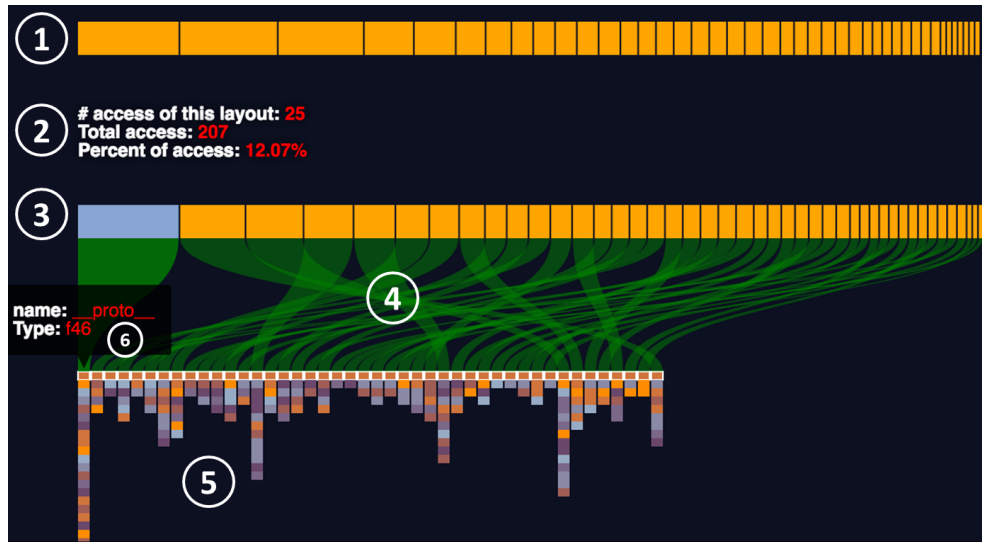 1
# access of this layout: 25
2
Total access: 207
Percent of access: 12.07%
3
4
name: __proto__
Type: f46
6
5